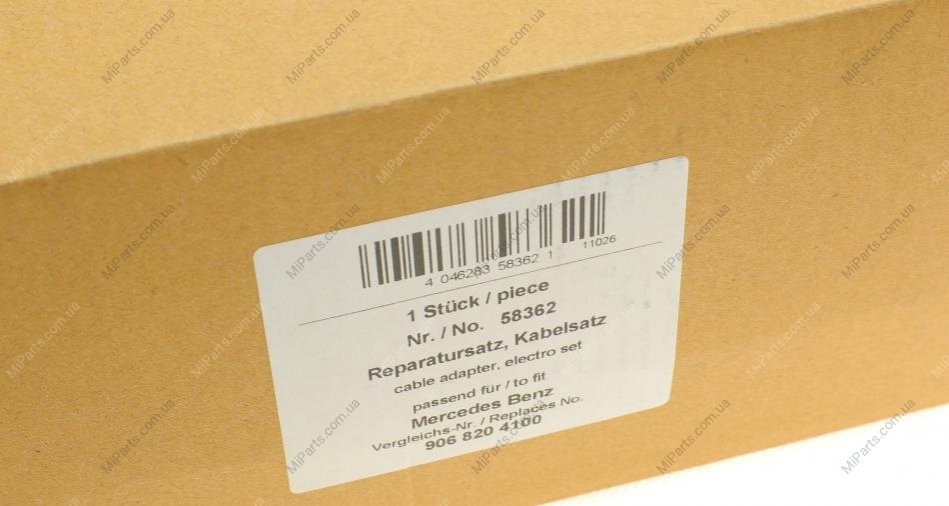 4 046283 58362 1 11026
1 Stück / piece
Nr. / No. 58362
Reparatursatz, Kabelsatz
cable adapter, electro set
passend für / to fit
Mercedes Benz
Vergleichs-Nr. / Replaces No.
906 820 4100
MiParts.com.ua